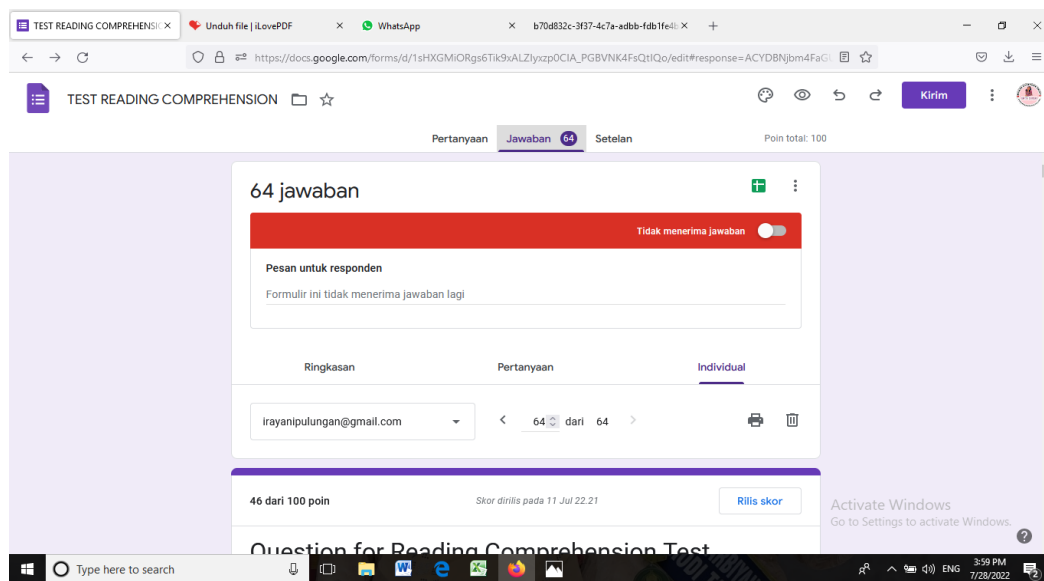 TEST READING COMPREHENSIC
Unduh file | iLovePDF
WhatsApp
b70d832c-3f37-4c7a-adbb-fdb1fe4b
https://docs.google.com/forms/d/1sHXGMiORgs6Tik9xALZIyxzp0CIA_PGBVNK4FsQtIQo/edit#response=ACYDBNjbm4FaG
TEST READING COMPREHENSION
Kirim
Pertanyaan
Jawaban 64
Setelan
Poin total: 100
64 jawaban
Tidak menerima jawaban
Pesan untuk responden
Formulir ini tidak menerima jawaban lagi
Ringkasan
Pertanyaan
Individual
irayanipulungan@gmail.com
64 dari 64
46 dari 100 poin
Skor dirilis pada 11 Jul 22.21
Rilis skor
Question for Reading Comprehension Test
Activate Windows
Go to Settings to activate Windows.
Type here to search
ENG
3:59 PM
7/28/2022
2